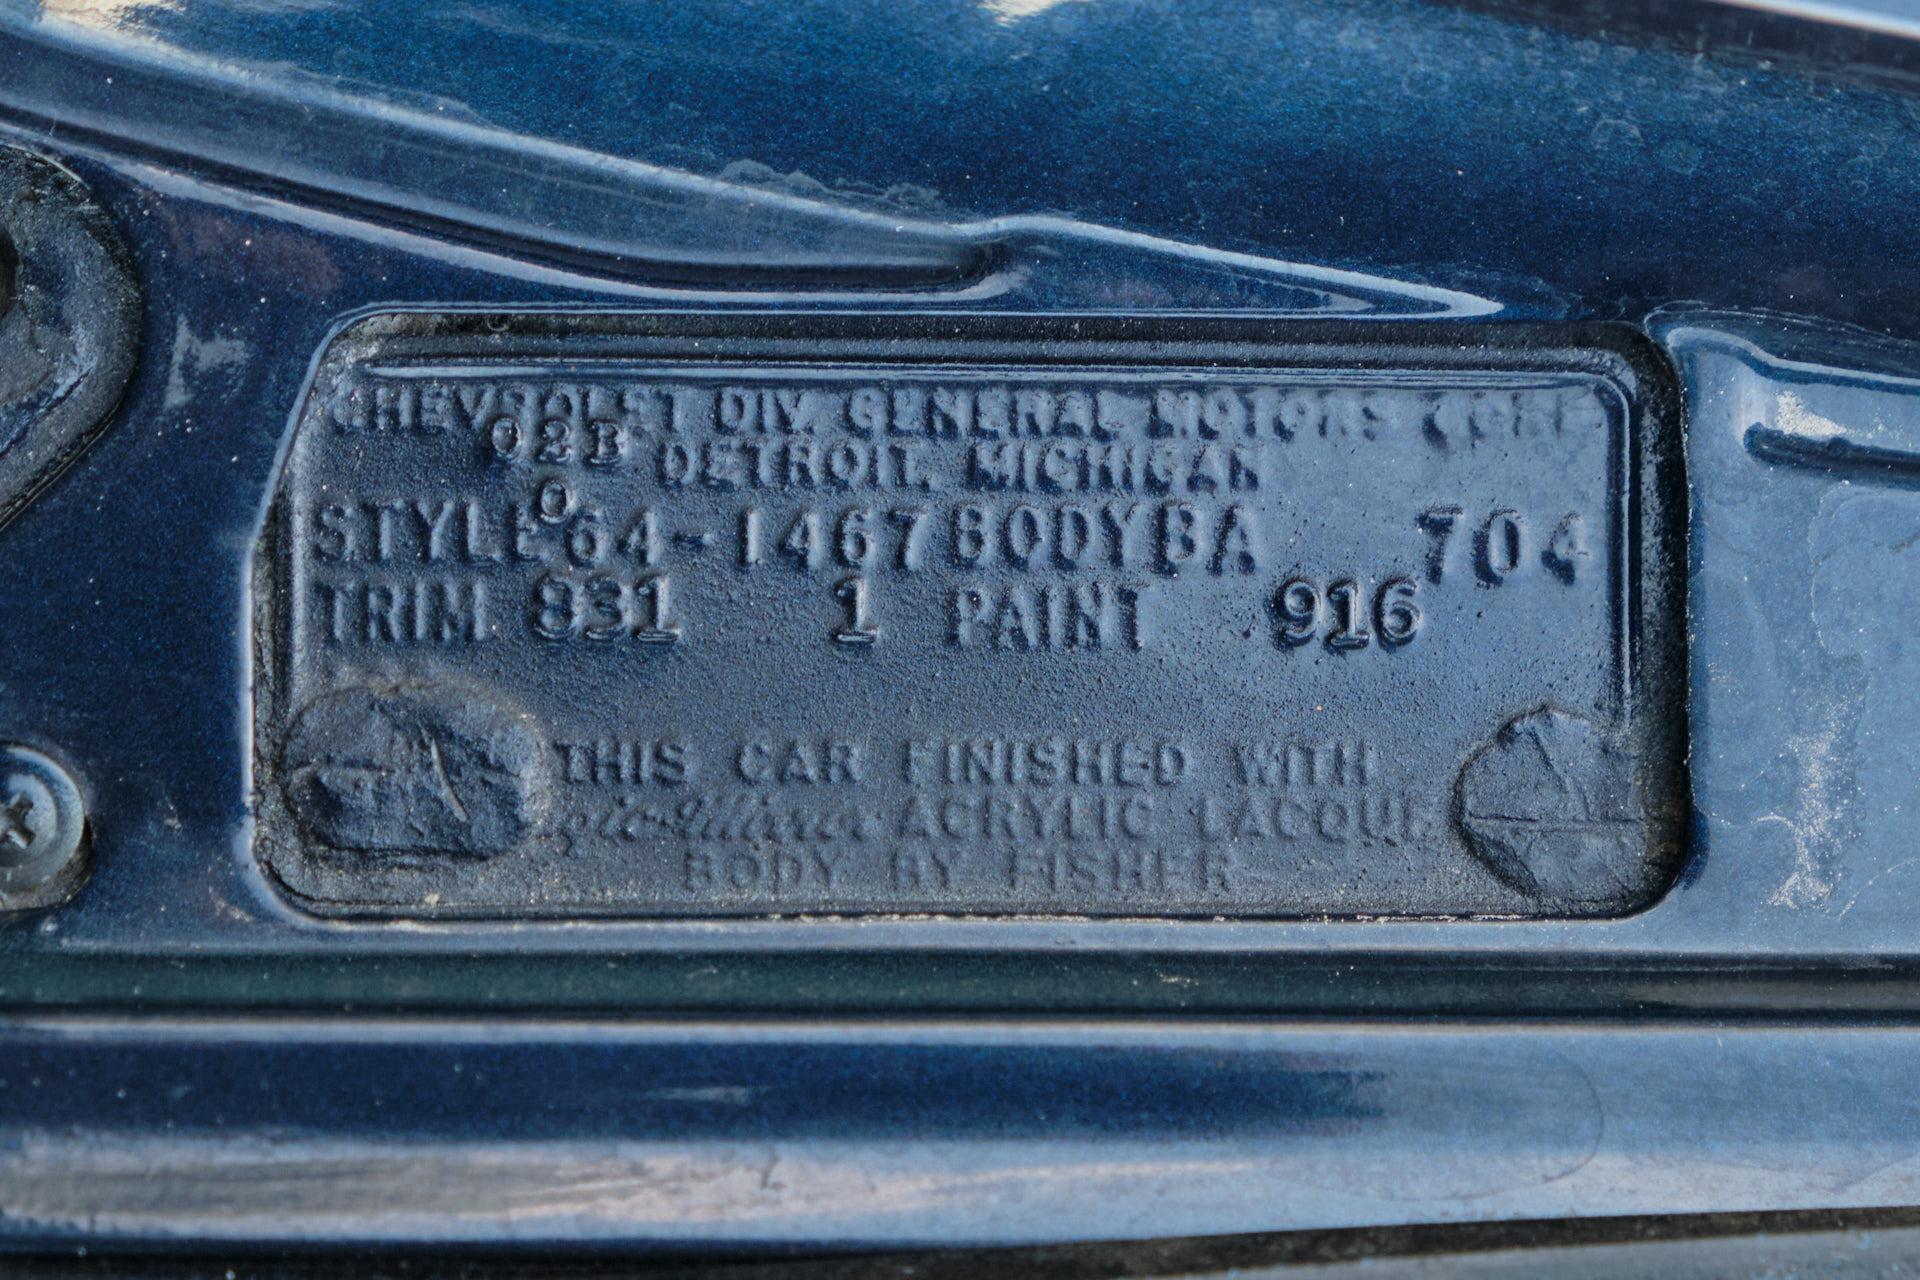 CHEVROLET DIV. GENERAL MOTORS CORP
02B DETROIT, MICHIGAN
O
STYLE 64-1467 BODY BA 704
TRIM 831 1 PAINT 916
THIS CAR FINISHED WITH
ACRYLIC LACQUE
BODY BY FISHER